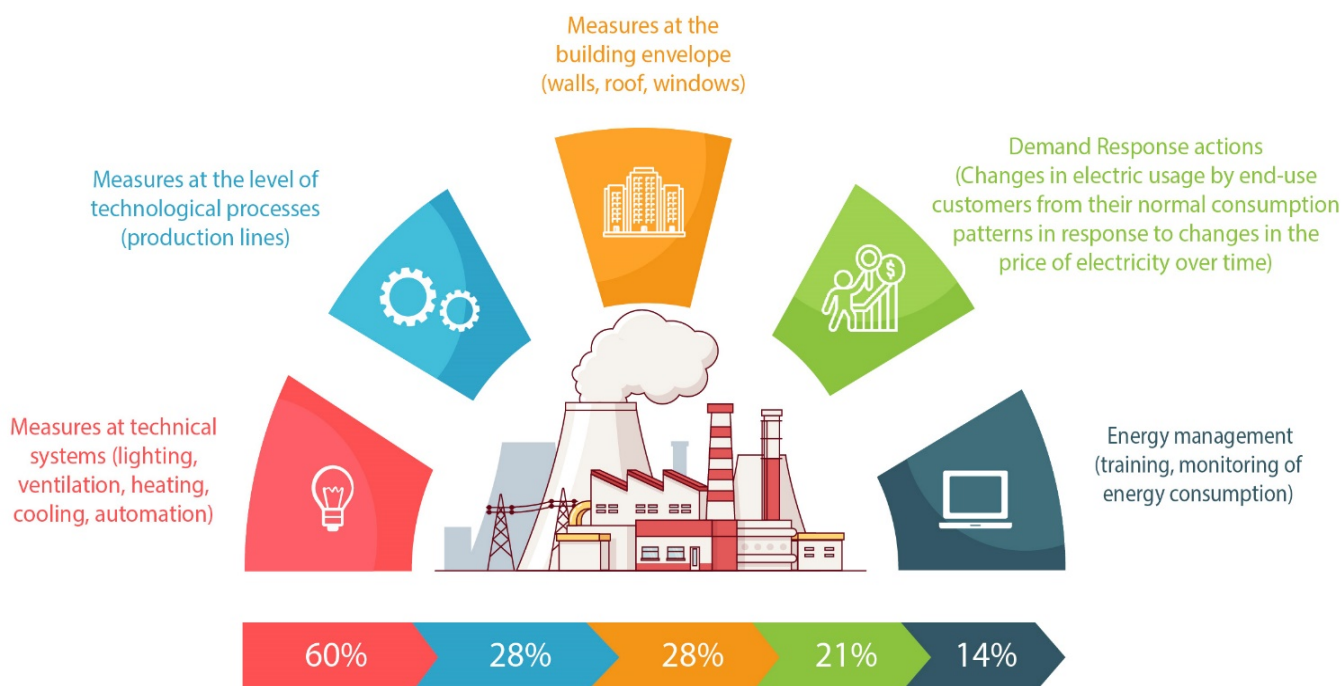 Measures at the
building envelope
(walls, roof, windows)
Measures at the level of
technological processes
(production lines)
Demand Response actions
(Changes in electric usage by end-use
customers from their normal consumption
patterns in response to changes in the
price of electricity over time)
Measures at technical
systems (lighting,
ventilation, heating,
cooling, automation)
$
Energy management
(training, monitoring of
energy consumption)
60%
28%
28%
21%
14%